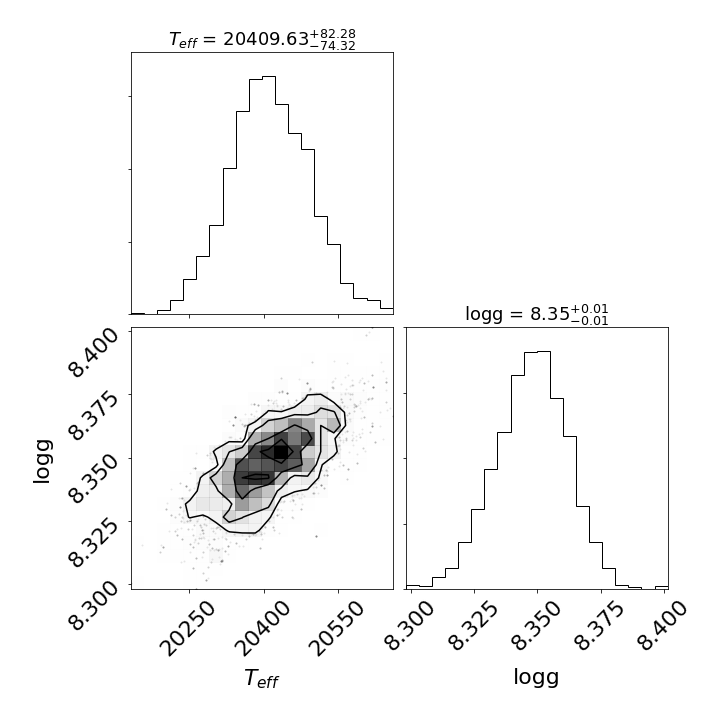 T_eff = 20409.63^{+82.28}_{-74.32}
logg = 8.35^{+0.01}_{-0.01}
8.400
8.375
8.350
8.325
8.300
logg
20250 20400 20550
T_eff
8.300 8.325 8.350 8.375 8.400
logg